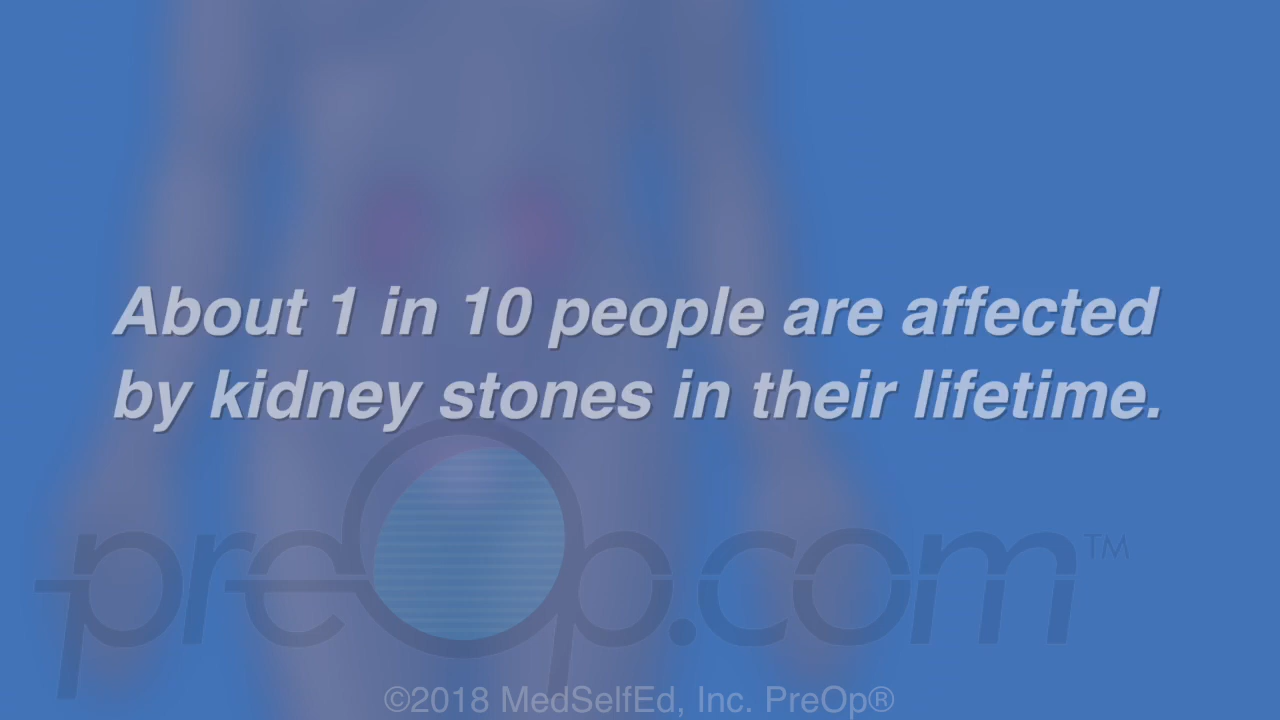 About 1 in 10 people are affected
by kidney stones in their lifetime.
preOp.com™
©2018 MedSelfEd, Inc. PreOp®